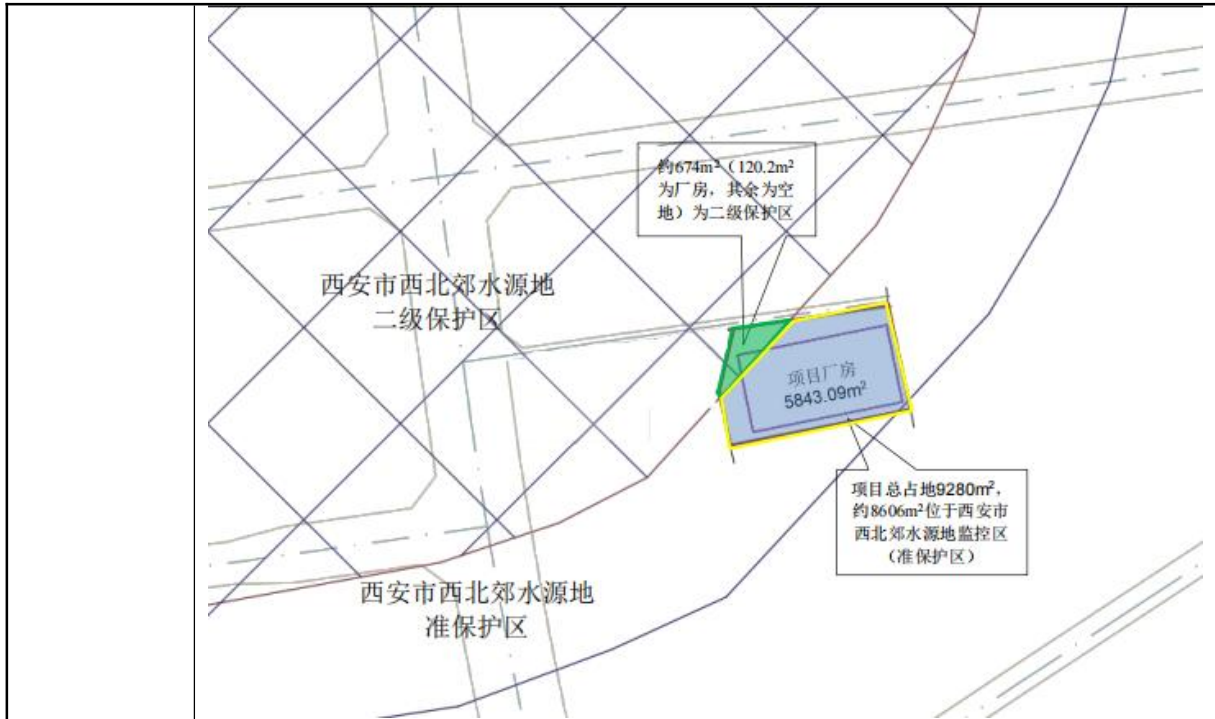 约674m²（120.2m²
为厂房，其余为空
地）为二级保护区
西安市西北郊水源地
二级保护区
项目厂房
5843.09m²
项目总占地9280m²，
约8606m²位于西安市
西北郊水源地监控区
（准保护区）
西安市西北郊水源地
准保护区